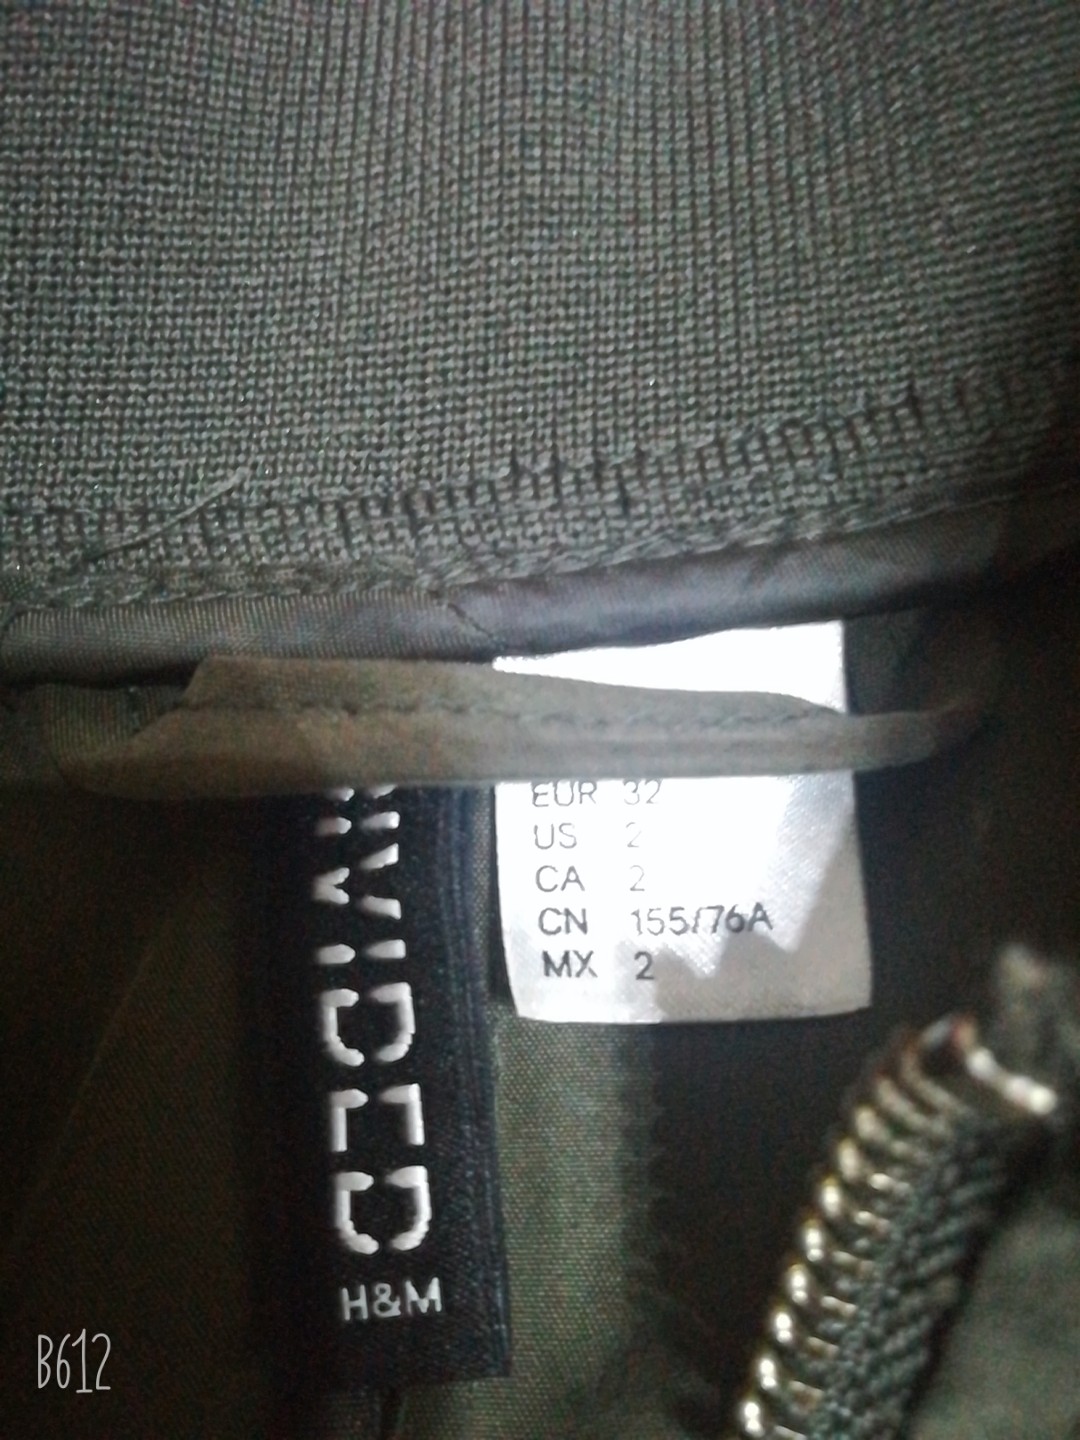 EUR 32
US 2
CA 2
CN 155/76A
MX 2
DIVIDED
H&M
B612